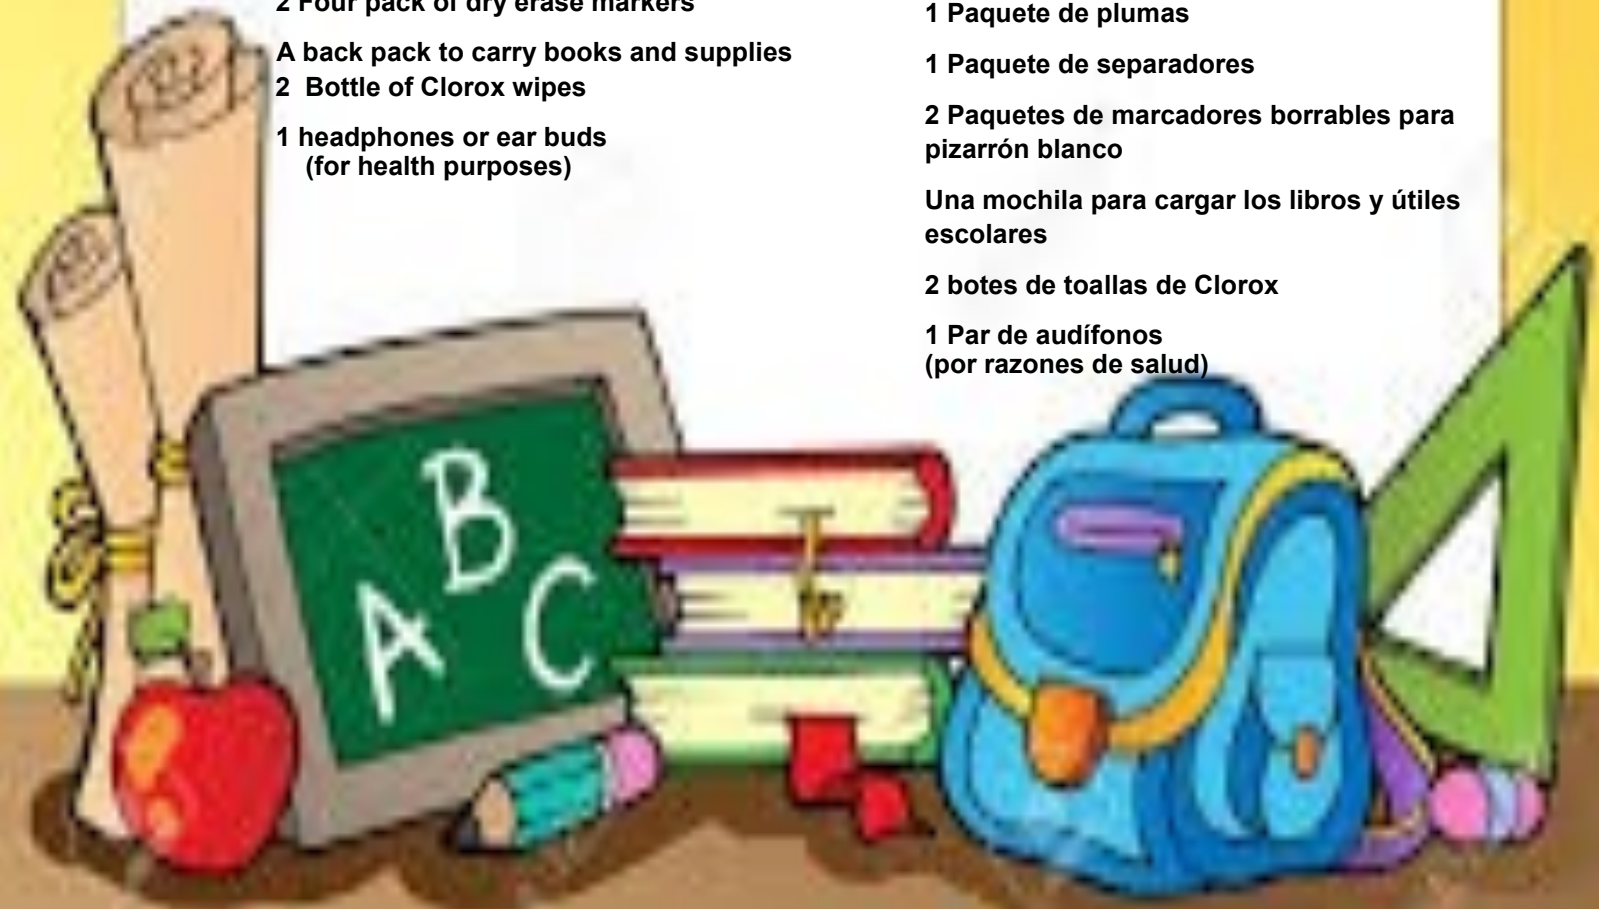 2 Four pack of dry erase markers
A back pack to carry books and supplies
2 Bottle of Clorox wipes
1 headphones or ear buds
(for health purposes)
1 Paquete de plumas
1 Paquete de separadores
2 Paquetes de marcadores borrables para
pizarrón blanco
Una mochila para cargar los libros y útiles
escolares
2 botes de toallas de Clorox
1 Par de audífonos
(por razones de salud)
A
B
C